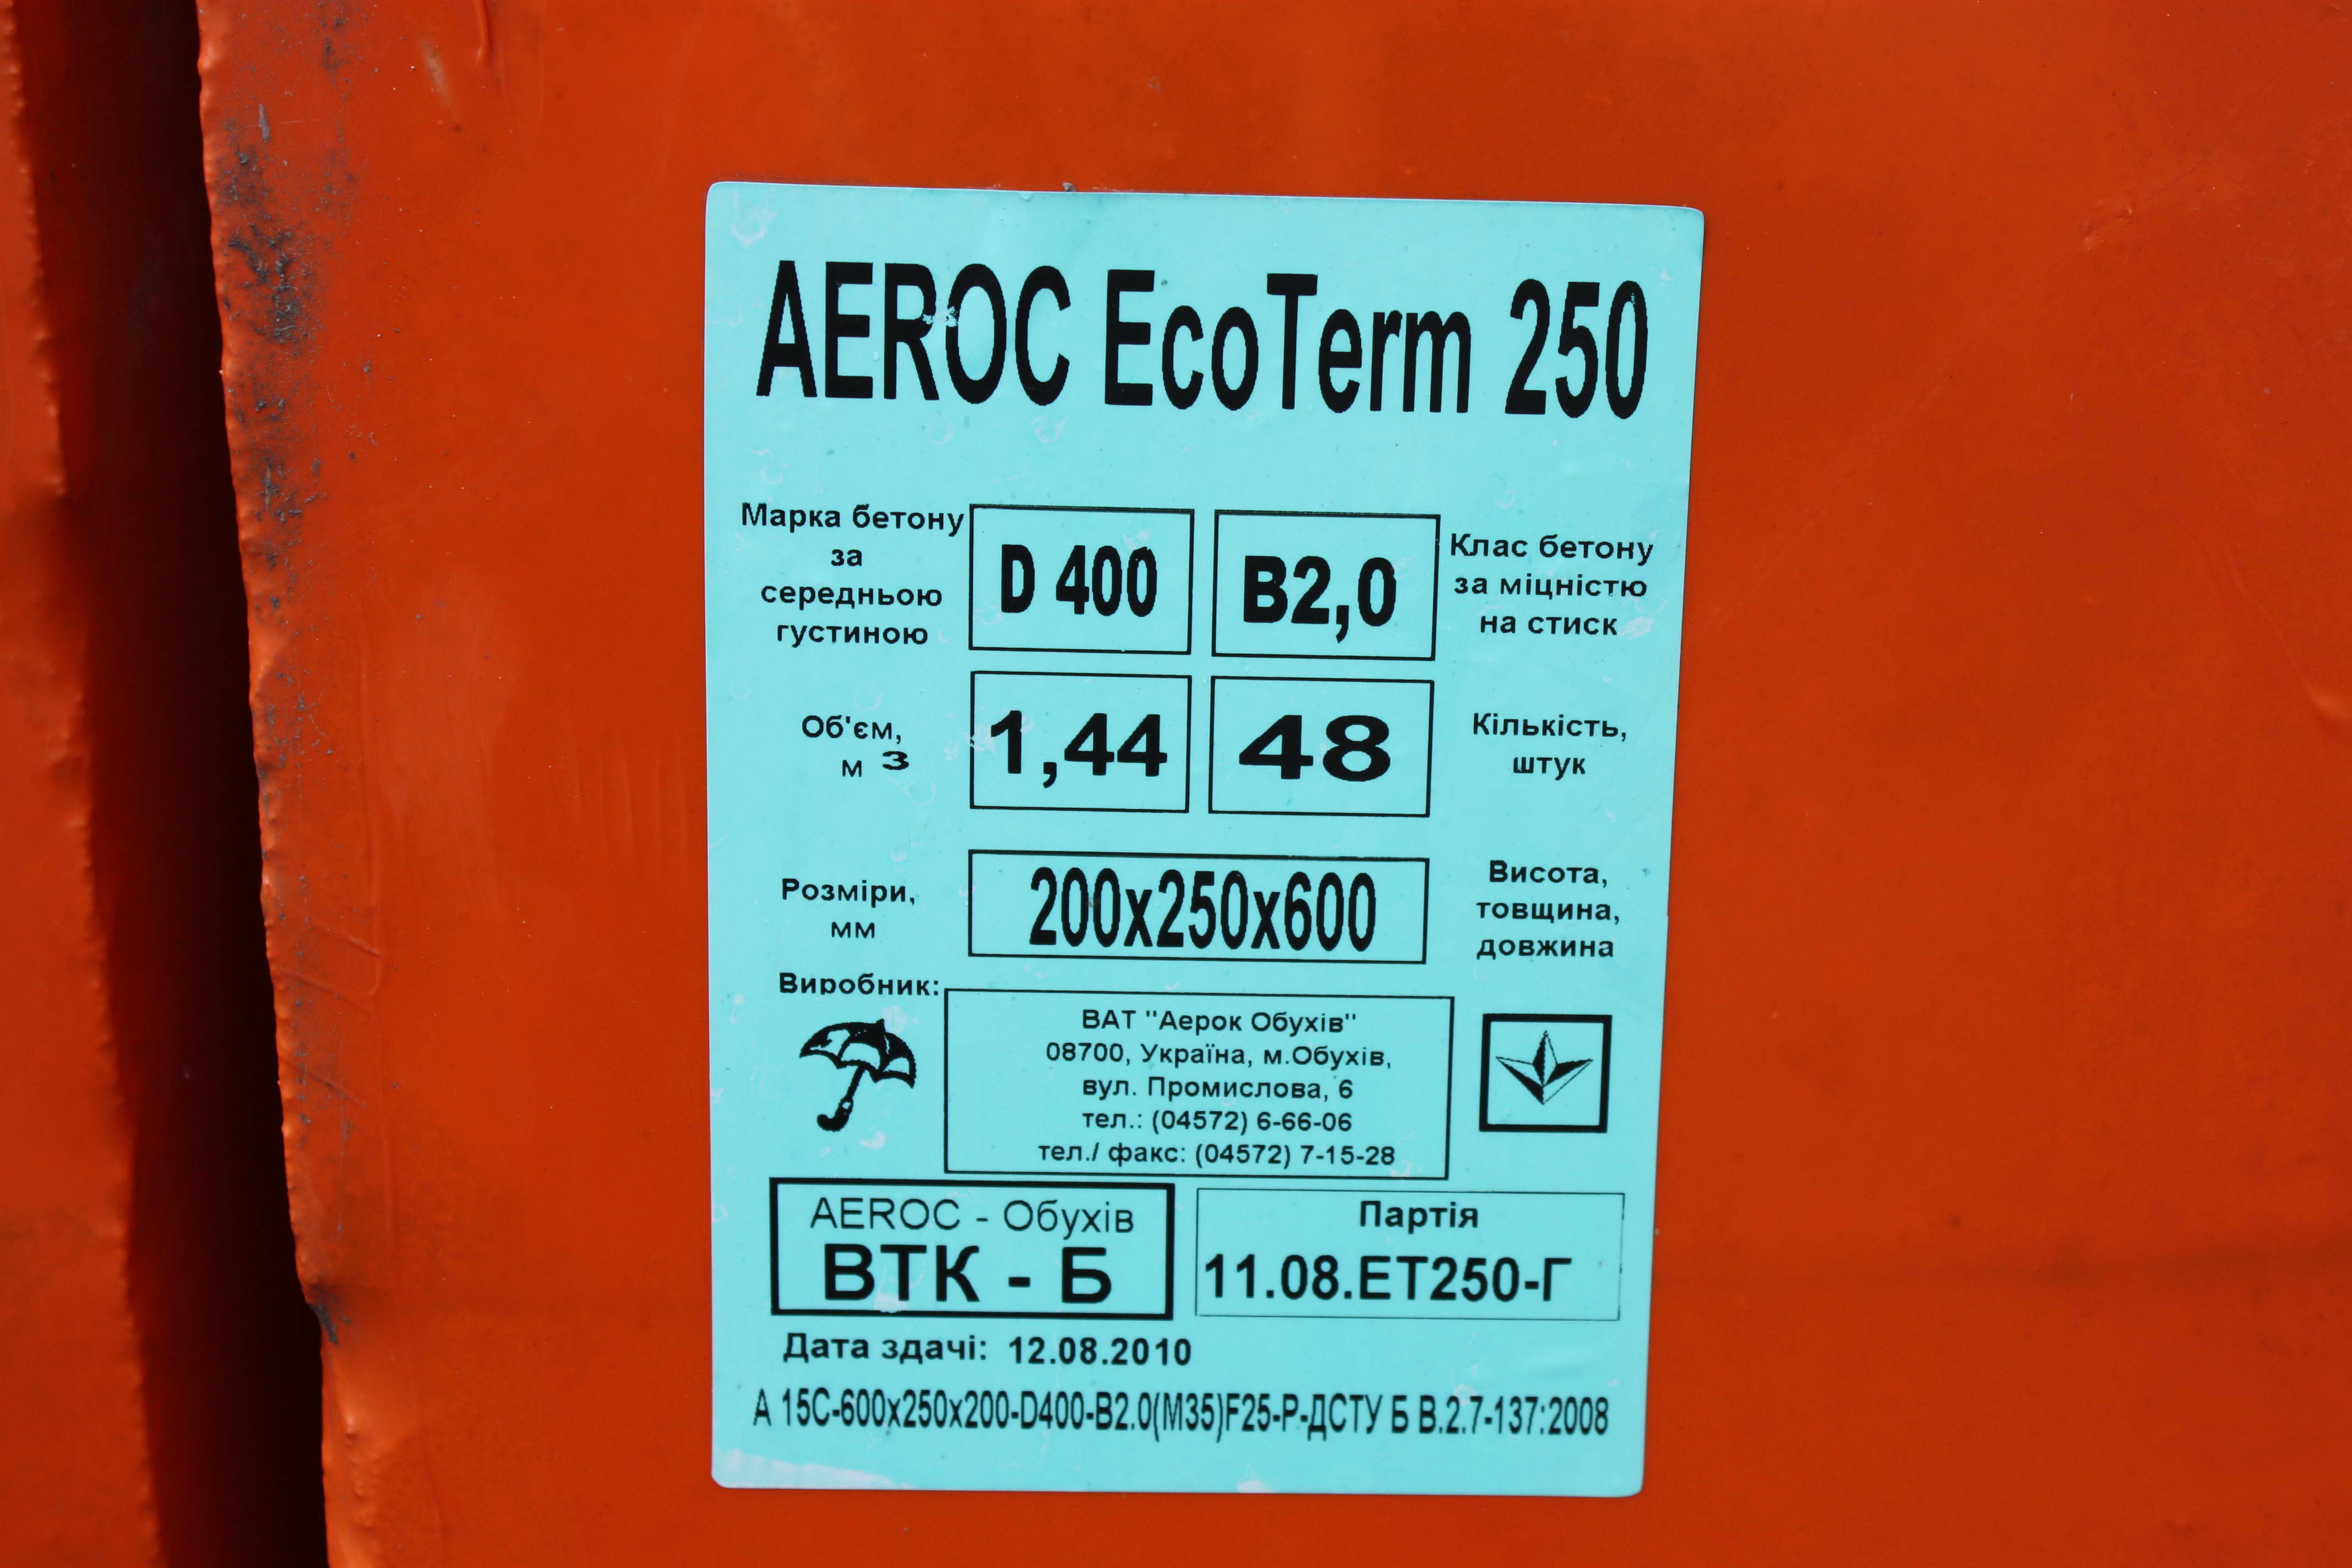 AEROC EcoTerm 250
Марка бетону
за
середньою
густиною
D 400
B2,0
Клас бетону
за міцністю
на стиск
Об'єм,
м 3
1,44
48
Кількість,
штук
Розміри,
мм
200x250x600
Висота,
товщина,
довжина
Виробник:
ВАТ "Аерок Обухів"
08700, Україна, м.Обухів,
вул. Промислова, 6
тел.: (04572) 6-66-06
тел./ факс: (04572) 7-15-28
AEROC - Обухів
ВТК - Б
Партія
11.08.ET250-Г
Дата здачі: 12.08.2010
А 15С-600x250x200-D400-B2.0(M35)F25-Р-ДСТУ Б В.2.7-137:2008